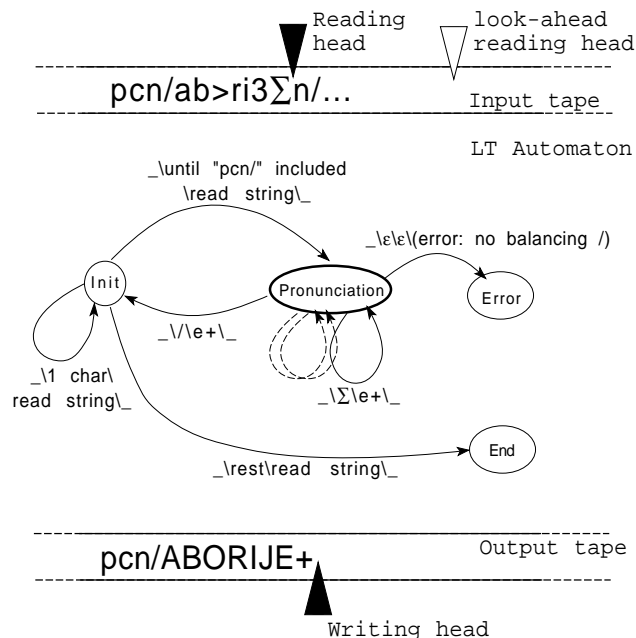 Reading
head
look-ahead
reading head
pcn/ab>ri3Σn/...
Input tape
LT Automaton
_\until "pcn/" included
\read string\_
_\ε\ε\(error: no balancing /)
Init
Pronunciation
Error
_\/\e+\_
_\1 char\
read string\_
_\Σ\e+\_
End
_\rest\read string\_
Output tape
pcn/ABORIJE+
Writing head